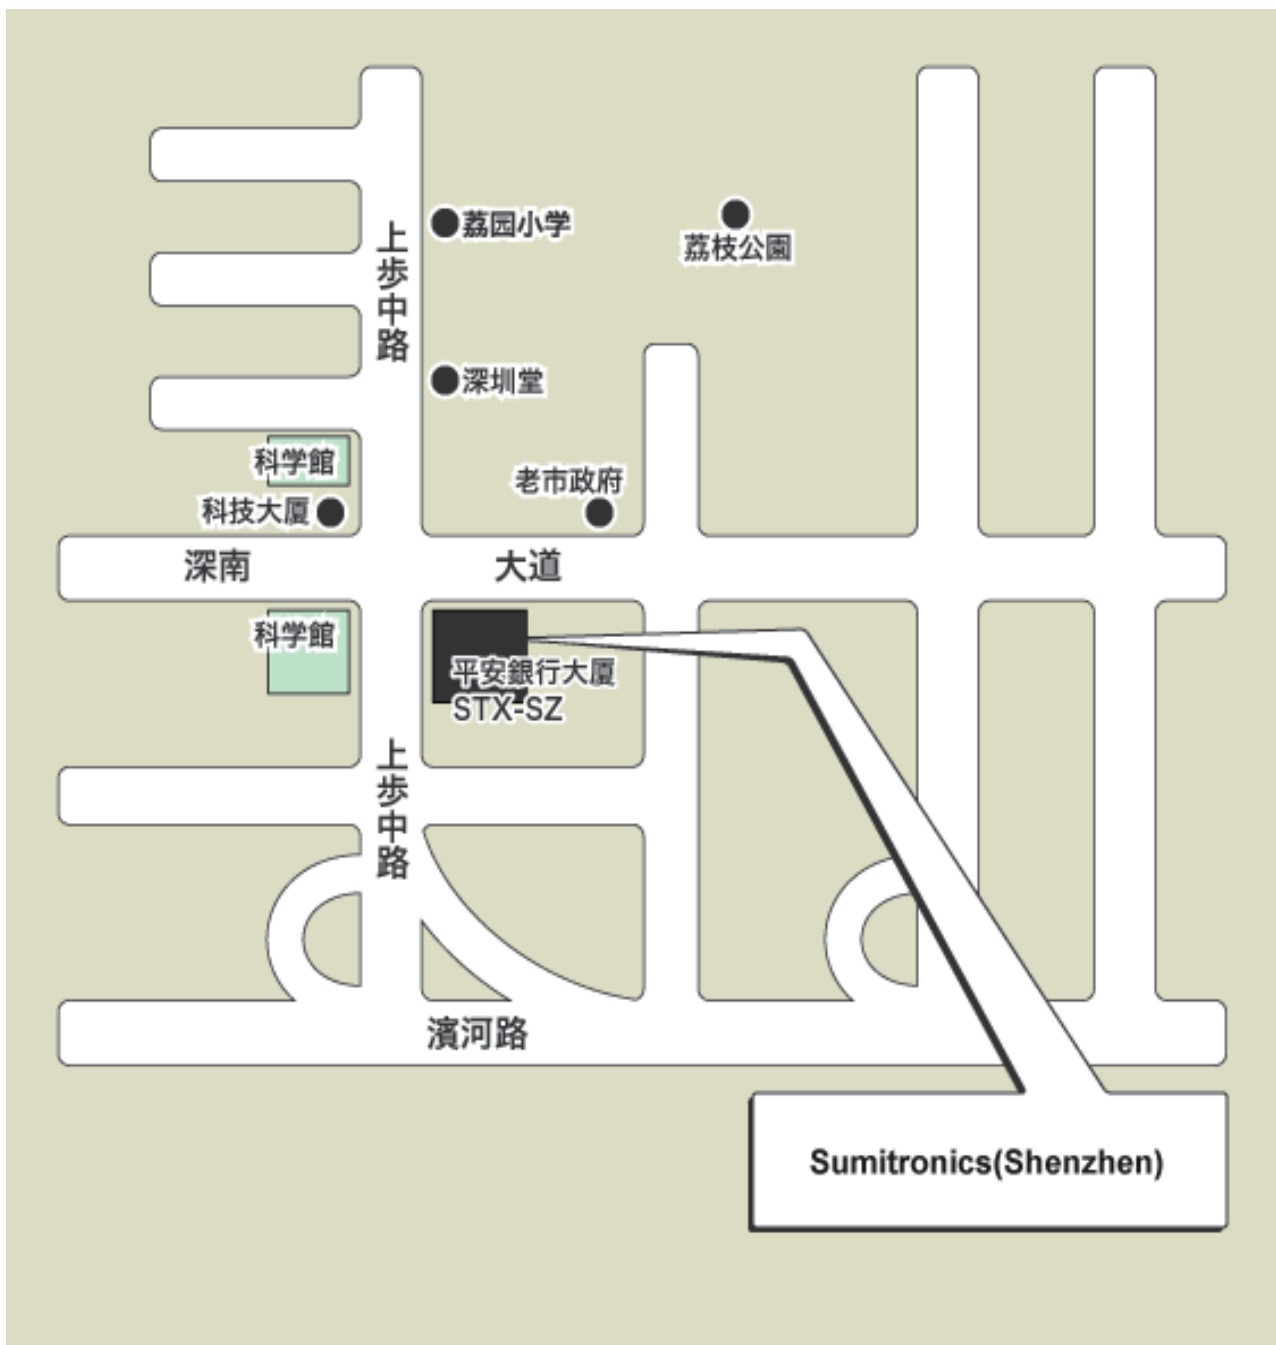 荔园小学
荔枝公園
上歩中路
深圳堂
科学館
老市政府
科技大厦
深南
大道
科学館
平安銀行大厦
STX-SZ
上歩中路
濱河路
Sumitronics(Shenzhen)